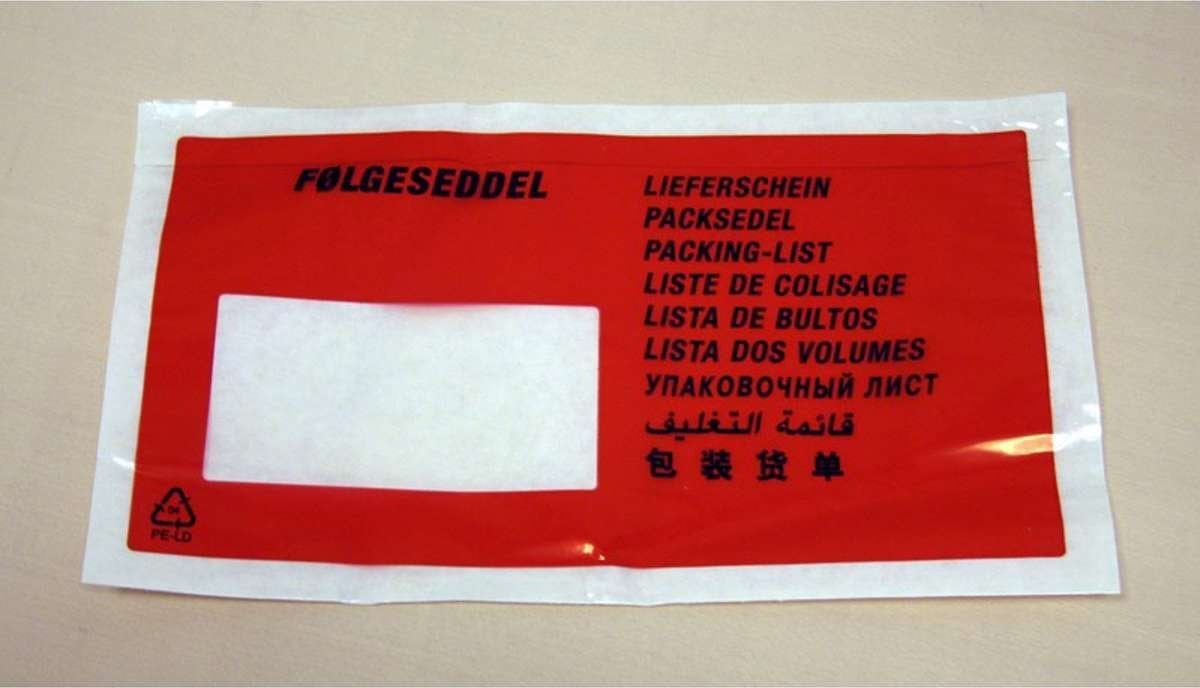 FØLGESEDDEL
LIEFERSCHEIN
PACKSEDEL
PACKING-LIST
LISTE DE COLISAGE
LISTA DE BULTOS
LISTA DOS VOLUMES
УПАКОВОЧНЫЙ ЛИСТ
قائمة التغليف
包装货单
04
PE-LD